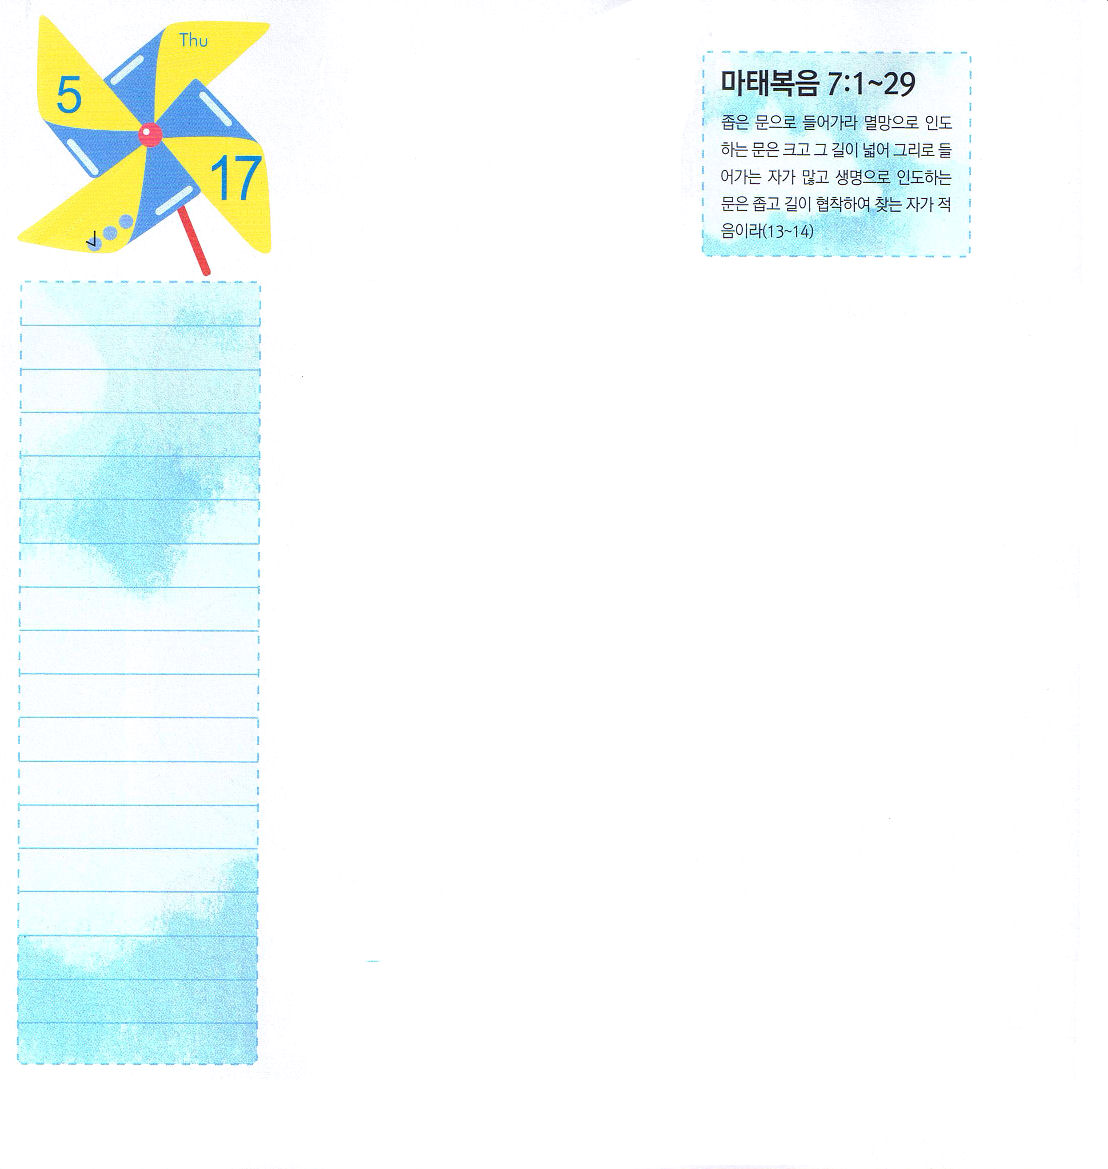 Thu
5
17
마태복음 7:1~29
좁은 문으로 들어가라 멸망으로 인도
하는 문은 크고 그 길이 넓어 그리로 들
어가는 자가 많고 생명으로 인도하는
문은 좁고 길이 협착하여 찾는 자가 적
음이라(13~14)